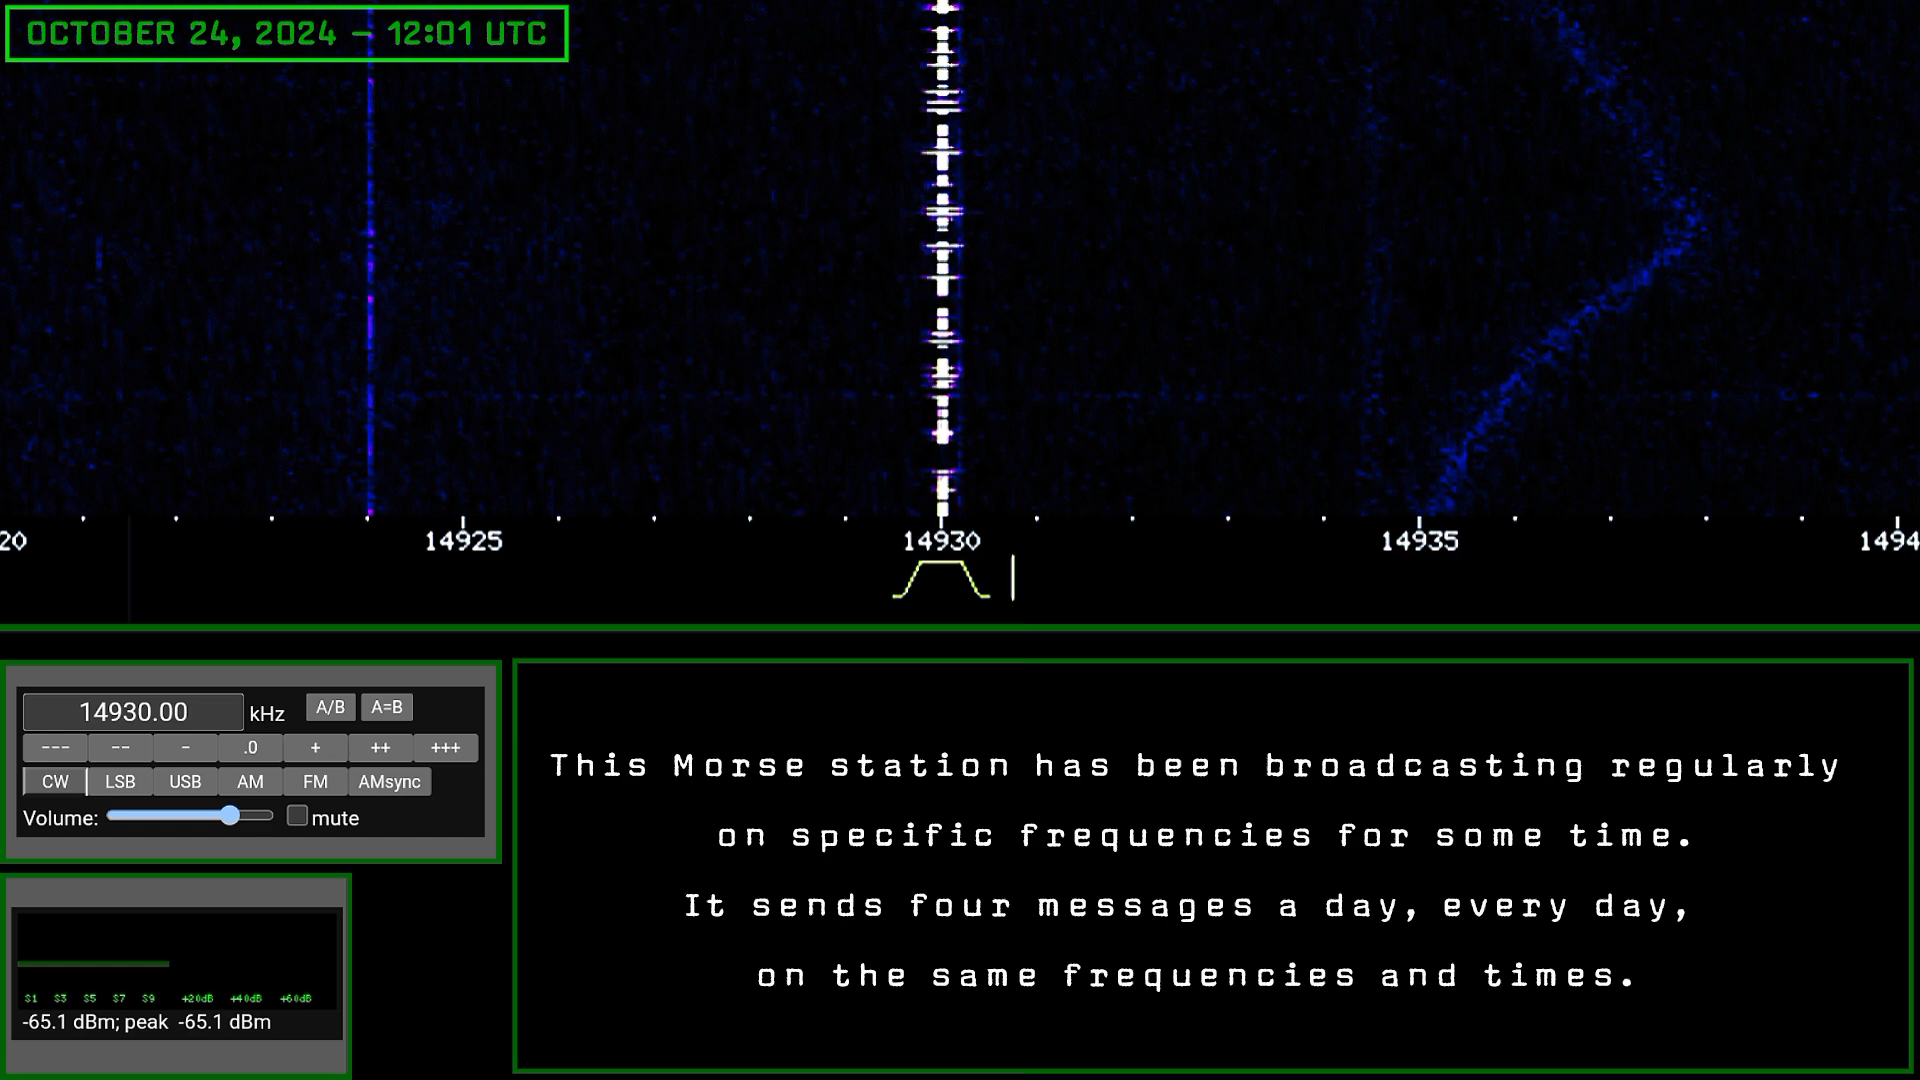 OCTOBER 24, 2024 – 12:01 UTC
20 14925 14930 14935 1494
14930.00 kHz A/B A=B
--- -- - .0 + ++ +++
CW LSB USB AM FM AMsync
Volume: mute
S1 S3 S5 S7 S9 +20dB +40dB +60dB
-65.1 dBm; peak -65.1 dBm
This Morse station has been broadcasting regularly
on specific frequencies for some time.
It sends four messages a day, every day,
on the same frequencies and times.